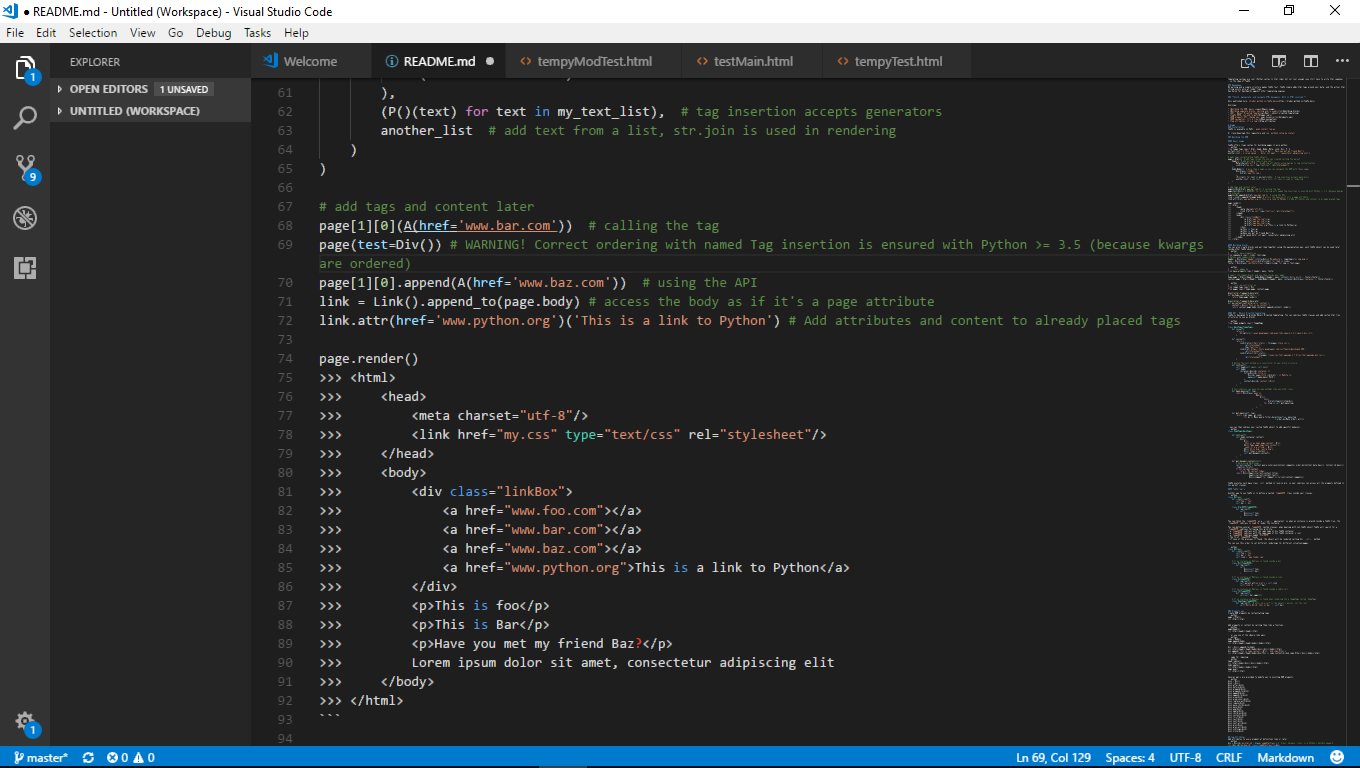 ● README.md - Untitled (Workspace) - Visual Studio Code
File Edit Selection View Go Debug Tasks Help
EXPLORER
OPEN EDITORS 1 UNSAVED
UNTITLED (WORKSPACE)
1
9
1
Welcome README.md ● <> tempyModTest.html <> testMain.html <> tempyTest.html
61 ),
62 (P()(text) for text in my_text_list), # tag insertion accepts generators
63 another_list # add text from a list, str.join is used in rendering
64 )
65 )
66
67 # add tags and content later
68 page[1][0](A(href='www.bar.com')) # calling the tag
69 page(test=Div()) # WARNING! Correct ordering with named Tag insertion is ensured with Python >= 3.5 (because kwargs
are ordered)
70 page[1][0].append(A(href='www.baz.com')) # using the API
71 link = Link().append_to(page.body) # access the body as if it's a page attribute
72 link.attr(href='www.python.org')('This is a link to Python') # Add attributes and content to already placed tags
73
74 page.render()
75 >>> <html>
76 >>> <head>
77 >>> <meta charset="utf-8"/>
78 >>> <link href="my.css" type="text/css" rel="stylesheet"/>
79 >>> </head>
80 >>> <body>
81 >>> <div class="linkBox">
82 >>> <a href="www.foo.com"></a>
83 >>> <a href="www.bar.com"></a>
84 >>> <a href="www.baz.com"></a>
85 >>> <a href="www.python.org">This is a link to Python</a>
86 >>> </div>
87 >>> <p>This is foo</p>
88 >>> <p>This is Bar</p>
89 >>> <p>Have you met my friend Baz?</p>
90 >>> Lorem ipsum dolor sit amet, consectetur adipiscing elit
91 >>> </body>
92 >>> </html>
93 ```
94
master* 0 0 Ln 69, Col 129 Spaces: 4 UTF-8 CRLF Markdown